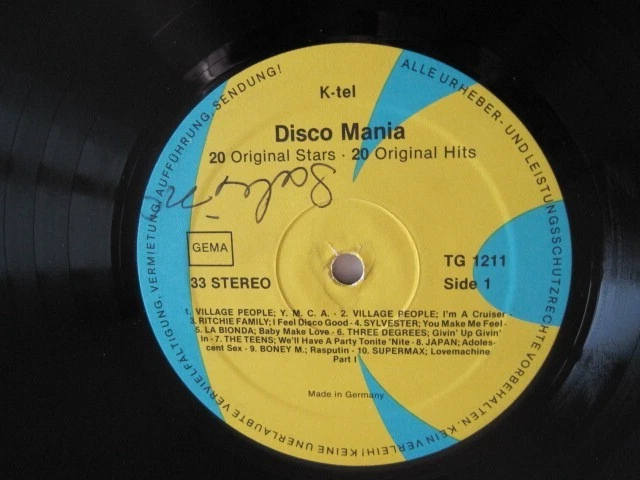 ALLE URHEBER- UND LEISTUNGSSCHUTZRECHTE VORBEHALTEN. KEIN VERLEIH! KEINE UNERLAUBTE VERVIELFÄLTIGUNG, VERMIETUNG, AUFFÜHRUNG, SENDUNG!
K-tel
Disco Mania
20 Original Stars · 20 Original Hits
GEMA
TG 1211
33 STEREO
Side 1
1. VILLAGE PEOPLE; Y. M. C. A. - 2. VILLAGE PEOPLE; I'm A Cruiser -
3. RITCHIE FAMILY; I Feel Disco Good - 4. SYLVESTER; You Make Me Feel -
5. LA BIONDA; Baby Make Love - 6. THREE DEGREES; Givin' Up Givin'
In - 7. THE TEENS; We'll Have A Party Tonite 'Nite - 8. JAPAN; Adoles-
cent Sex - 9. BONEY M.; Rasputin - 10. SUPERMAX; Lovemachine
Part I
Made in Germany